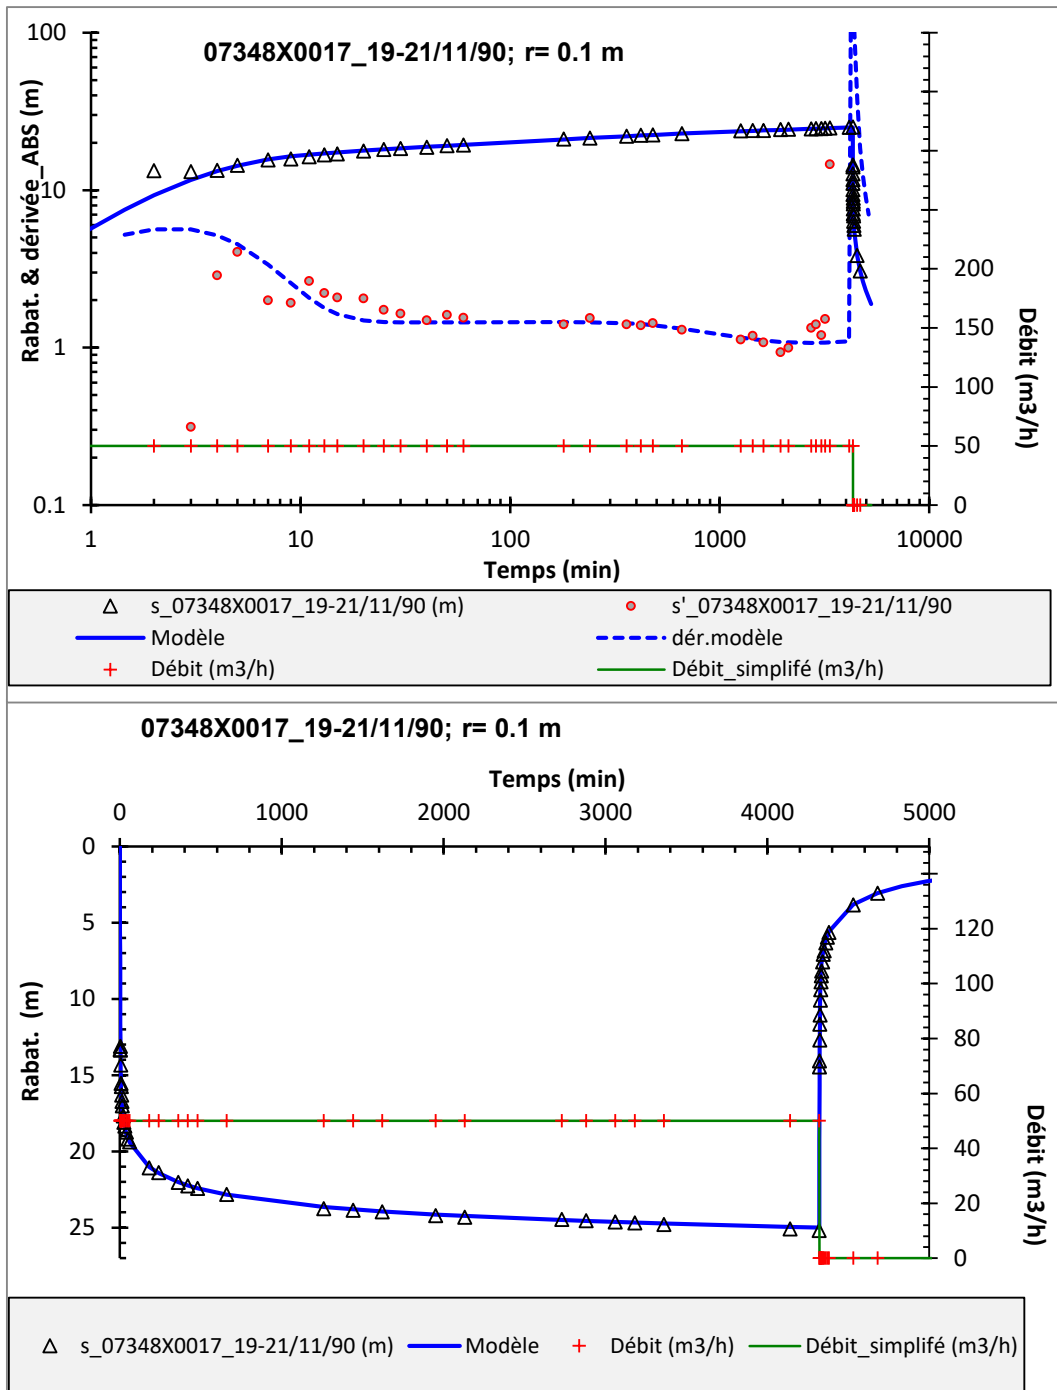 07348X0017_19-21/11/90; r= 0.1 m
Rabat. & dérivée_ABS (m)
100
10
1
0.1
1
10
100
1000
10000
Temps (min)
200
150
100
50
0
Débit (m3/h)
s_07348X0017_19-21/11/90 (m)
s'_07348X0017_19-21/11/90
Modèle
dér.modèle
Débit (m3/h)
Débit_simplifé (m3/h)
07348X0017_19-21/11/90; r= 0.1 m
Temps (min)
0
1000
2000
3000
4000
5000
Rabat. (m)
0
5
10
15
20
25
120
100
80
60
40
20
0
Débit (m3/h)
s_07348X0017_19-21/11/90 (m)
Modèle
Débit (m3/h)
Débit_simplifé (m3/h)